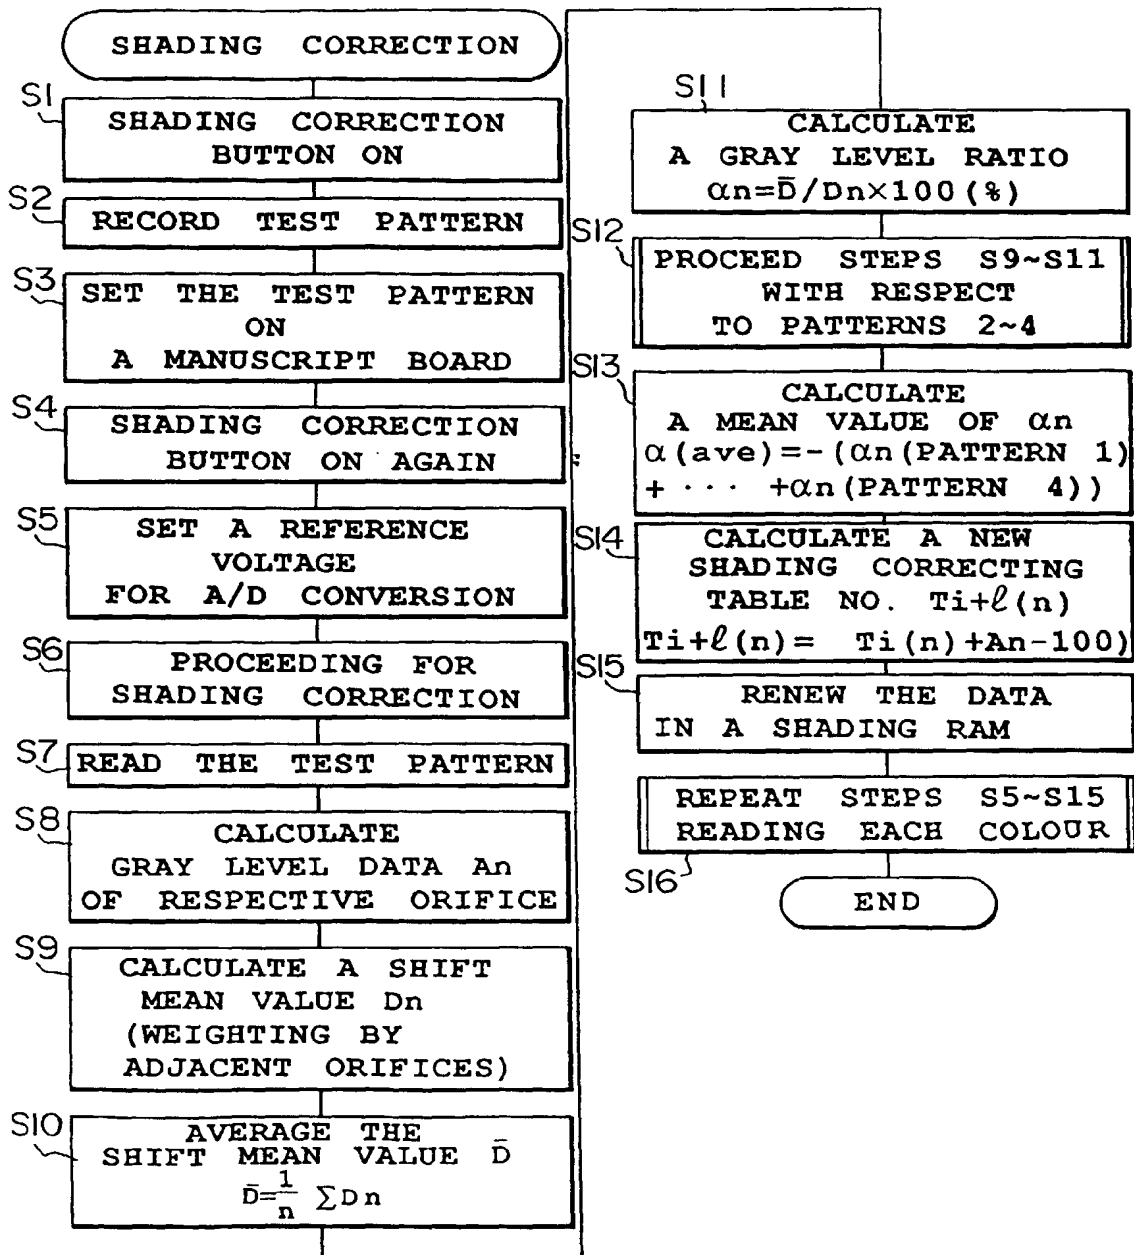 SHADING CORRECTION
S1
SHADING CORRECTION
BUTTON ON
S2
RECORD TEST PATTERN
S3
SET THE TEST PATTERN
ON
A MANUSCRIPT BOARD
S4
SHADING CORRECTION
BUTTON ON AGAIN
S5
SET A REFERENCE
VOLTAGE
FOR A/D CONVERSION
S6
PROCEEDING FOR
SHADING CORRECTION
S7
READ THE TEST PATTERN
S8
CALCULATE
GRAY LEVEL DATA An
OF RESPECTIVE ORIFICE
S9
CALCULATE A SHIFT
MEAN VALUE Dn
(WEIGHTING BY
ADJACENT ORIFICES)
S10
AVERAGE THE
SHIFT MEAN VALUE D̄
D̄=1/n ∑Dn
S11
CALCULATE
A GRAY LEVEL RATIO
αn=D̄/Dn×100(%)
S12
PROCEED STEPS S9~S11
WITH RESPECT
TO PATTERNS 2~4
S13
CALCULATE
A MEAN VALUE OF αn
α(ave)=-(αn(PATTERN 1)
+ ··· +αn(PATTERN 4))
S14
CALCULATE A NEW
SHADING CORRECTING
TABLE NO. Ti+ℓ(n)
Ti+ℓ(n)= Ti(n)+An-100)
S15
RENEW THE DATA
IN A SHADING RAM
REPEAT STEPS S5~S15
READING EACH COLOUR
S16
END